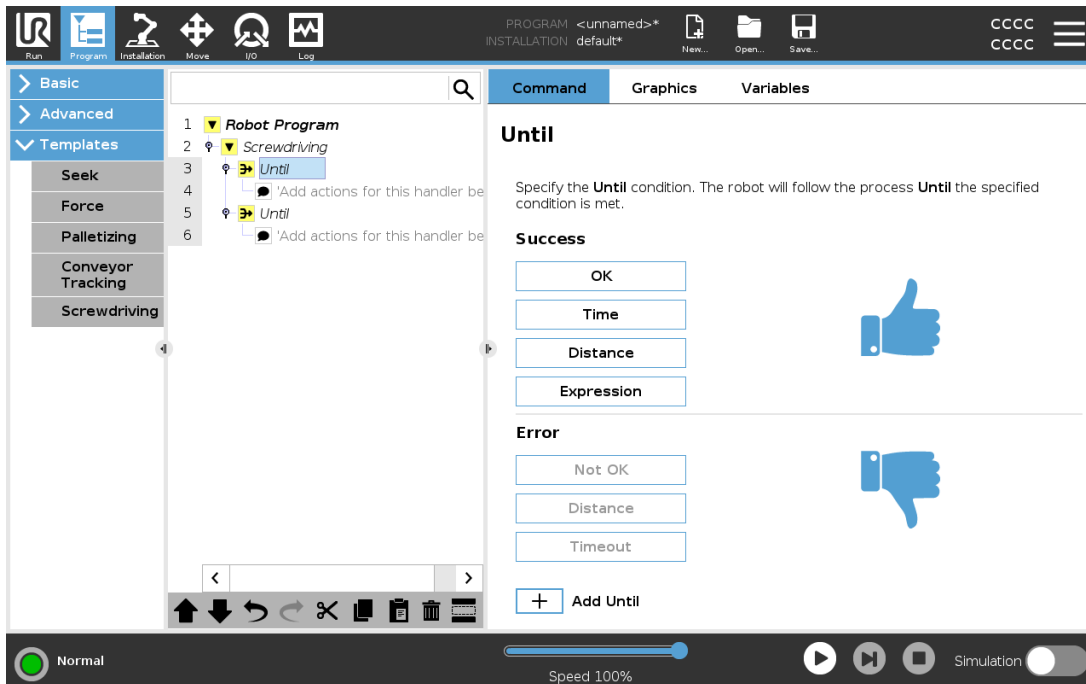 PROGRAM <unnamed>*
INSTALLATION default*
Run
Program
Installation
Move
I/O
Log
New...
Open...
Save...
CCCC
CCCC
Basic
Advanced
Templates
Seek
Force
Palletizing
Conveyor
Tracking
Screwdriving
1 Robot Program
2 Screwdriving
3 Until
4 'Add actions for this handler be
5 Until
6 'Add actions for this handler be
Command
Graphics
Variables
Until
Specify the Until condition. The robot will follow the process Until the specified
condition is met.
Success
OK
Time
Distance
Expression
Error
Not OK
Distance
Timeout
Add Until
Normal
Speed 100%
Simulation